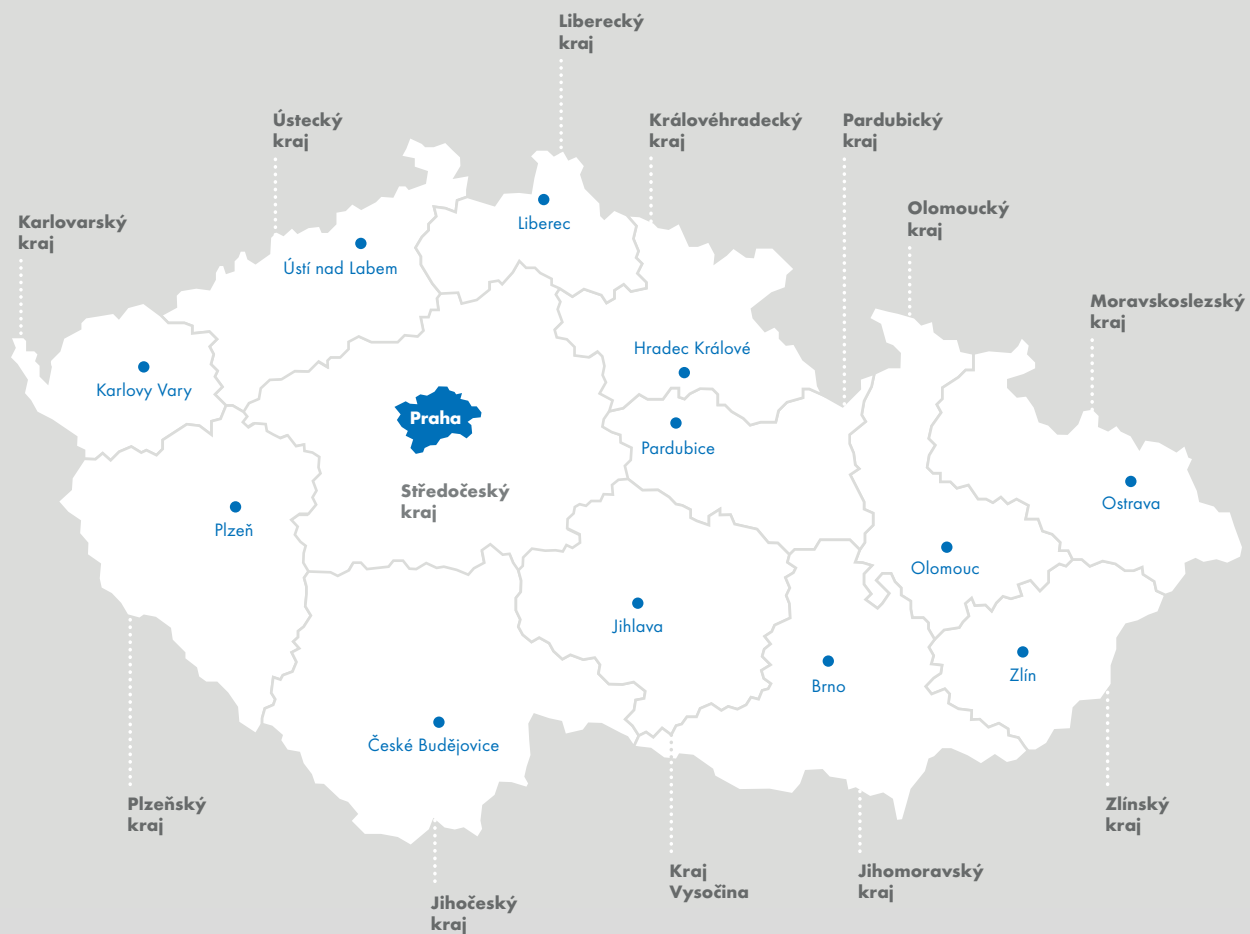 Liberecký
kraj
Ústecký
kraj
Královéhradecký
kraj
Pardubický
kraj
Karlovarský
kraj
Olomoucký
kraj
Moravskoslezský
kraj
Liberec
Ústí nad Labem
Hradec Králové
Karlovy Vary
Praha
Pardubice
Středočeský
kraj
Plzeň
Ostrava
Olomouc
Jihlava
Zlín
Brno
České Budějovice
Plzeňský
kraj
Zlínský
kraj
Kraj
Vysočina
Jihomoravský
kraj
Jihočeský
kraj